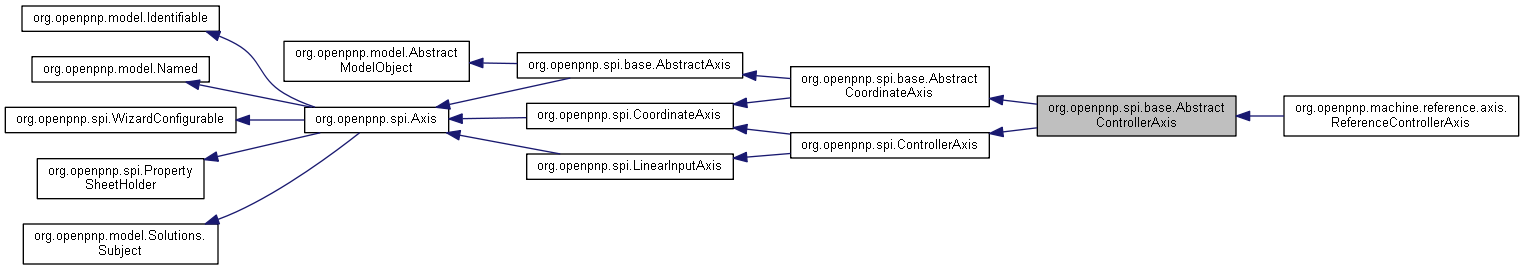 org.openpnp.model.Identifiable
org.openpnp.model.Named
org.openpnp.spi.WizardConfigurable
org.openpnp.spi.Property
SheetHolder
org.openpnp.model.Solutions.
Subject
org.openpnp.model.Abstract
ModelObject
org.openpnp.spi.Axis
org.openpnp.spi.base.AbstractAxis
org.openpnp.spi.CoordinateAxis
org.openpnp.spi.LinearInputAxis
org.openpnp.spi.base.Abstract
CoordinateAxis
org.openpnp.spi.ControllerAxis
org.openpnp.spi.base.Abstract
ControllerAxis
org.openpnp.machine.reference.axis.
ReferenceControllerAxis